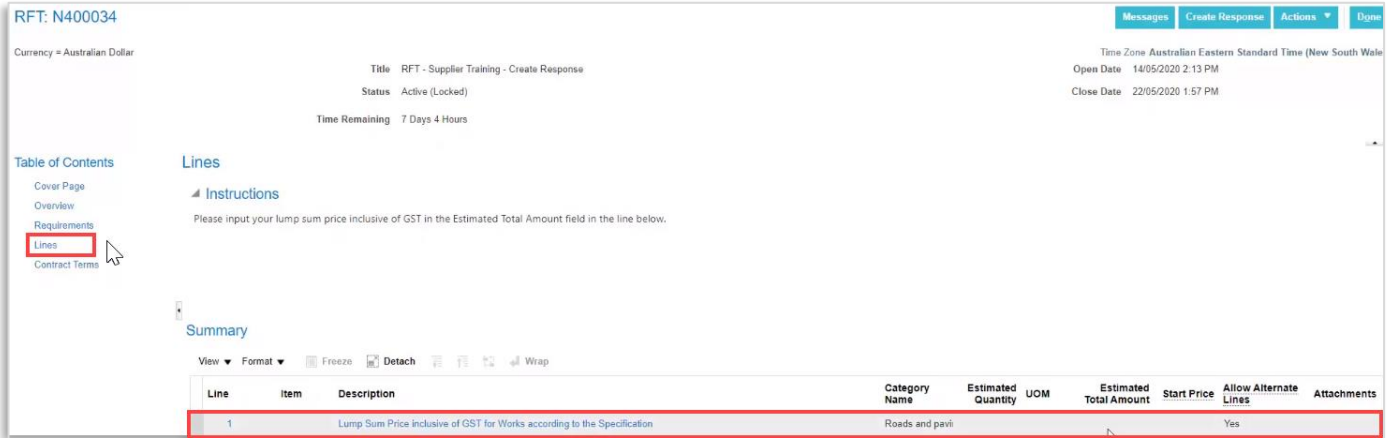 RFT: N400034
Messages Create Response Actions Done
Currency = Australian Dollar
Time Zone Australian Eastern Standard Time (New South Wale
Title RFT - Supplier Training - Create Response
Open Date 14/05/2020 2:13 PM
Status Active (Locked)
Close Date 22/05/2020 1:57 PM
Time Remaining 7 Days 4 Hours
Table of Contents
Cover Page
Overview
Requirements
Lines
Contract Terms
Lines
Instructions
Please input your lump sum price inclusive of GST in the Estimated Total Amount field in the line below.
Summary
View Format Freeze Detach Wrap
Line Item Description Category Name Estimated Quantity UOM Estimated Total Amount Start Price Allow Alternate Lines Attachments
1 Lump Sum Price inclusive of GST for Works according to the Specification Roads and pavi Yes